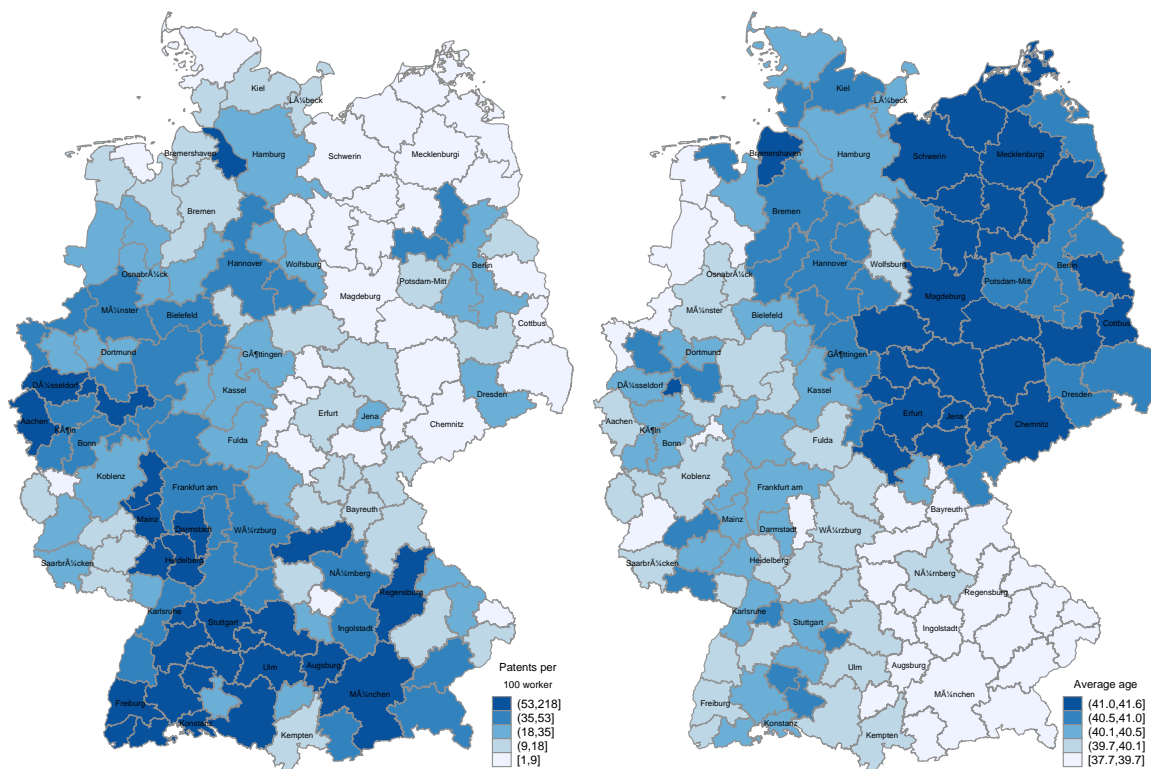 Kiel
LÃ¼beck
Bremershaven
Hamburg
Schwerin
Mecklenburgi
Bremen
OsnabrÃ¼ck
Hannover
Wolfsburg
Berlin
Potsdam-Mitt
Magdeburg
MÃ¼nster
Bielefeld
Cottbus
Dortmund
GÃ¶ttingen
DÃ¼sseldorf
Kassel
Dresden
Aachen
KÃ¶ln
Erfurt
Jena
Chemnitz
Bonn
Fulda
Koblenz
Frankfurt am
Bayreuth
Mainz
Darmstadt
WÃ¼rzburg
SaarbrÃ¼cken
Heidelberg
NÃ¼rnberg
Regensburg
Karlsruhe
Stuttgart
Ingolstadt
Ulm
Augsburg
MÃ¼nchen
Freiburg
Konstanz
Kempten
Patents per
100 worker
(53,218]
(35,53]
(18,35]
(9,18]
[1,9]
Kiel
LÃ¼beck
Bremershaven
Hamburg
Schwerin
Mecklenburgi
Bremen
OsnabrÃ¼ck
Hannover
Wolfsburg
Berlin
Potsdam-Mitt
Magdeburg
MÃ¼nster
Bielefeld
Cottbus
Dortmund
GÃ¶ttingen
DÃ¼sseldorf
Kassel
Dresden
Aachen
KÃ¶ln
Erfurt
Jena
Chemnitz
Bonn
Fulda
Koblenz
Frankfurt am
Bayreuth
Mainz
Darmstadt
WÃ¼rzburg
SaarbrÃ¼cken
Heidelberg
NÃ¼rnberg
Regensburg
Karlsruhe
Stuttgart
Ingolstadt
Ulm
Augsburg
MÃ¼nchen
Freiburg
Konstanz
Kempten
Average age
(41.0,41.6]
(40.5,41.0]
(40.1,40.5]
(39.7,40.1]
[37.7,39.7]